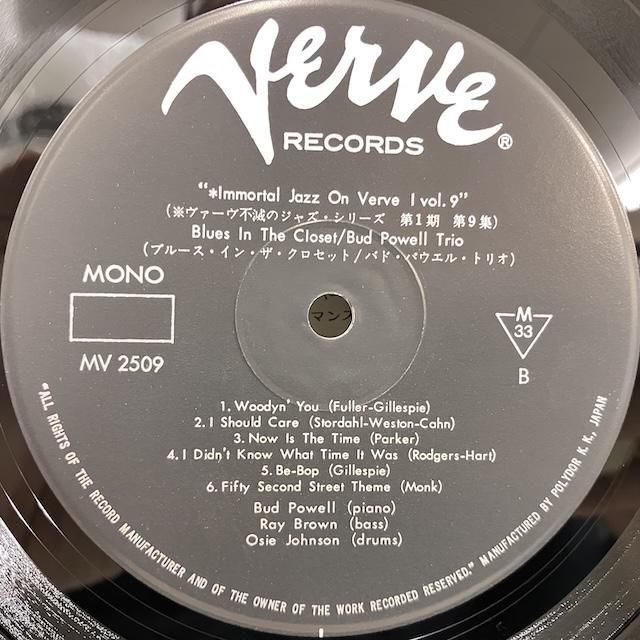 Verve
RECORDS®
"*Immortal Jazz On Verve I vol. 9"
(※ヴァーヴ不滅のジャズ・シリーズ 第1期 第9集)
Blues In The Closet/Bud Powell Trio
(ブルース・イン・ザ・クロゼット/バド・パウエル・トリオ)
MONO
MV 2509
M
33
B
マンス
1. Woodyn' You (Fuller-Gillespie)
2. I Should Care (Stordahl-Weston-Cahn)
3. Now Is The Time (Parker)
4. I Didn't Know What Time It Was (Rodgers-Hart)
5. Be-Bop (Gillespie)
6. Fifty Second Street Theme (Monk)
Bud Powell (piano)
Ray Brown (bass)
Osie Johnson (drums)
"ALL RIGHTS OF THE RECORD MANUFACTURER AND OF THE OWNER OF THE WORK RECORDED RESERVED." MANUFACTURED BY POLYDOR K.K., JAPAN